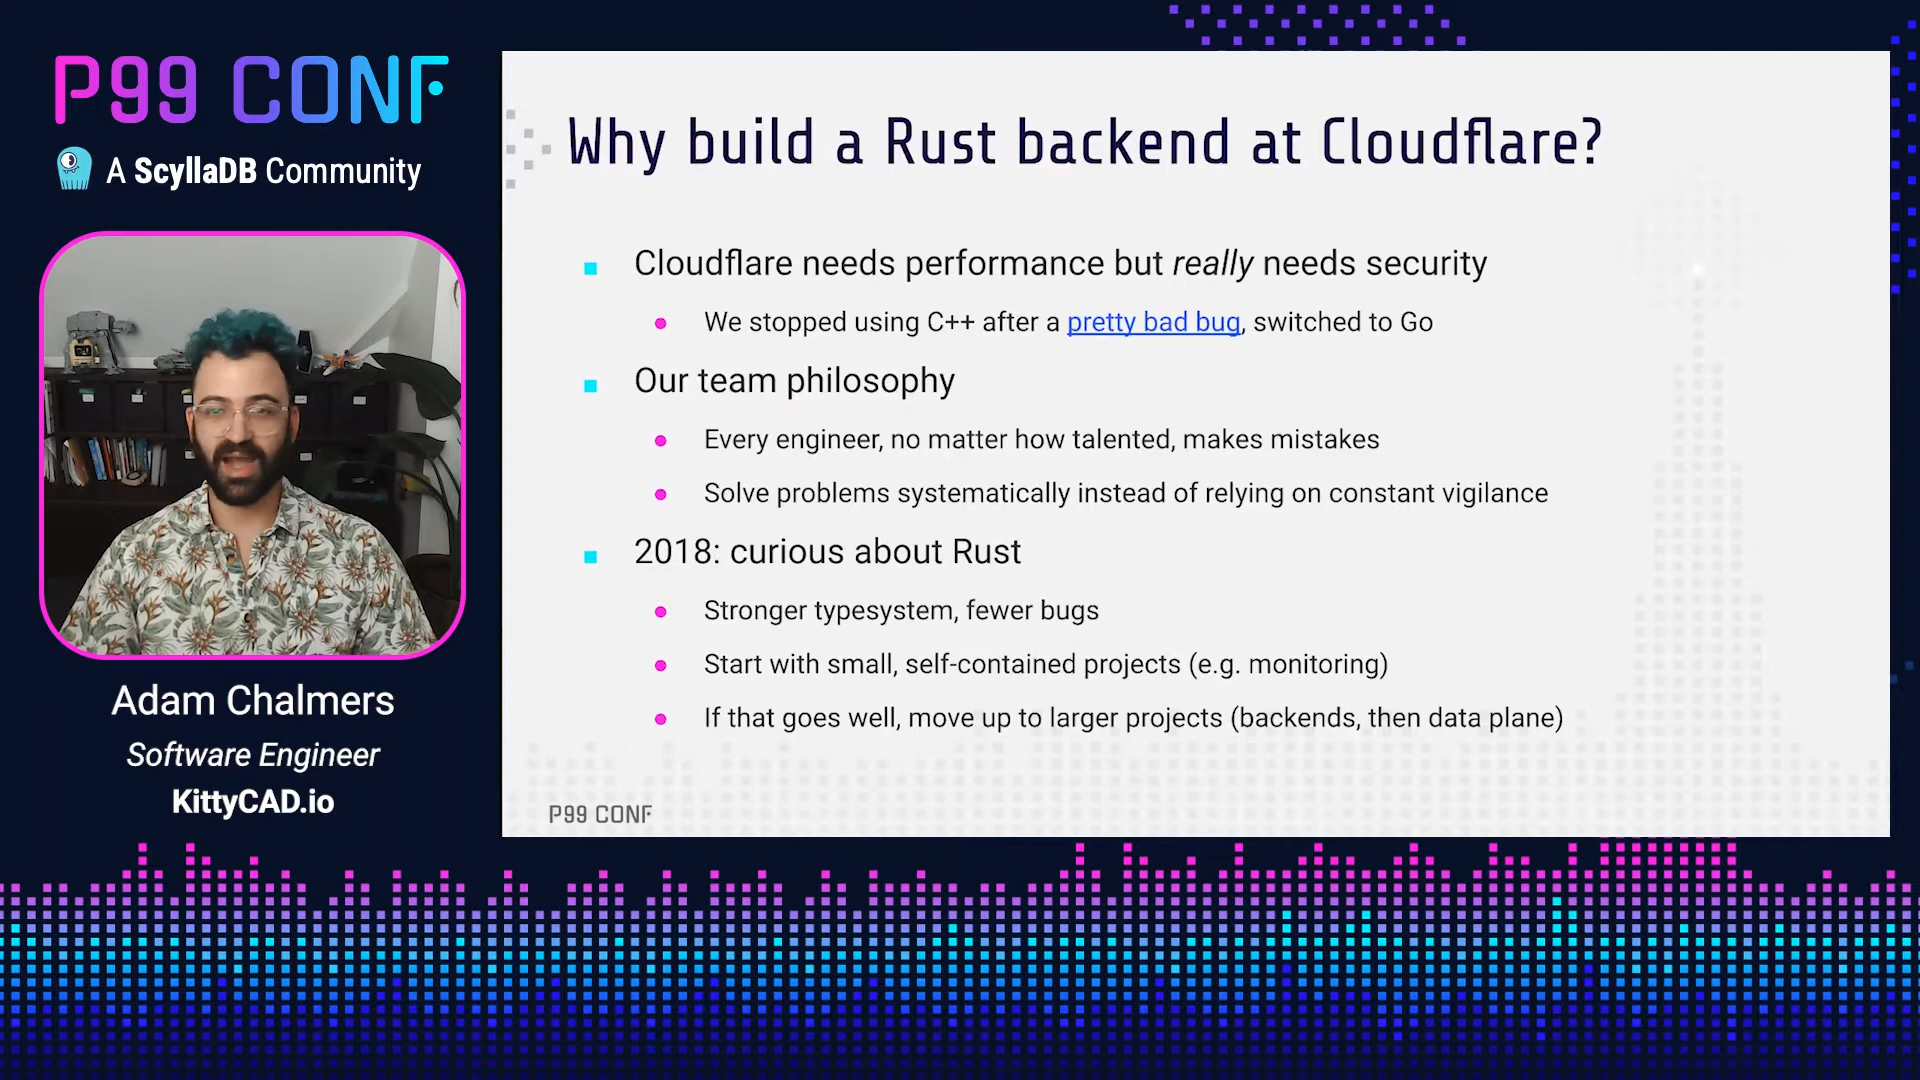 P99 CONF
A ScyllaDB Community
Adam Chalmers
Software Engineer
KittyCAD.io
Why build a Rust backend at Cloudflare?
Cloudflare needs performance but really needs security
We stopped using C++ after a pretty bad bug, switched to Go
Our team philosophy
Every engineer, no matter how talented, makes mistakes
Solve problems systematically instead of relying on constant vigilance
2018: curious about Rust
Stronger typesystem, fewer bugs
Start with small, self-contained projects (e.g. monitoring)
If that goes well, move up to larger projects (backends, then data plane)
P99 CONF